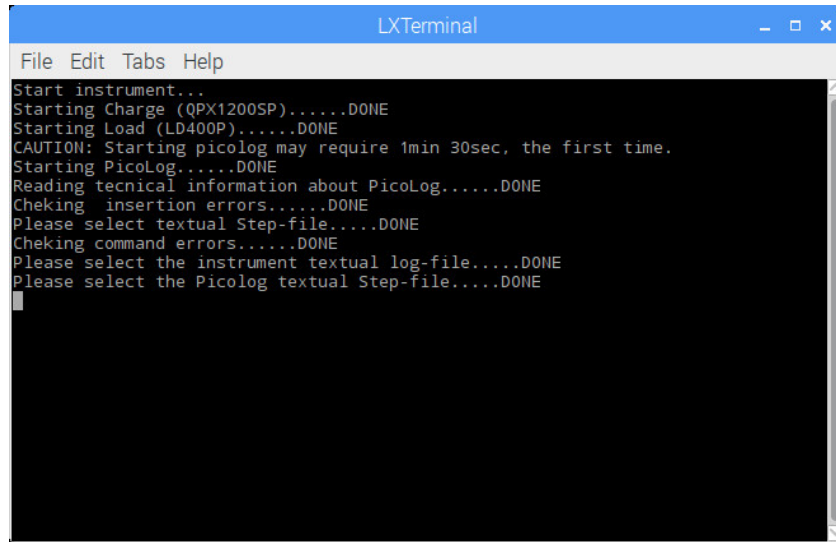 LXTerminal
File Edit Tabs Help
Start instrument...
Starting Charge (QPX1200SP)......DONE
Starting Load (LD400P)......DONE
CAUTION: Starting picolog may require 1min 30sec, the first time.
Starting PicoLog......DONE
Reading tecnical information about PicoLog......DONE
Cheking  insertion errors......DONE
Please select textual Step-file.....DONE
Cheking command errors......DONE
Please select the instrument textual log-file.....DONE
Please select the Picolog textual Step-file.....DONE